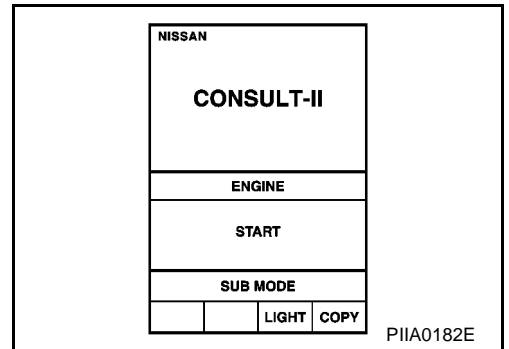 NISSAN
CONSULT-II
ENGINE
START
SUB MODE
LIGHT COPY
PIIA0182E